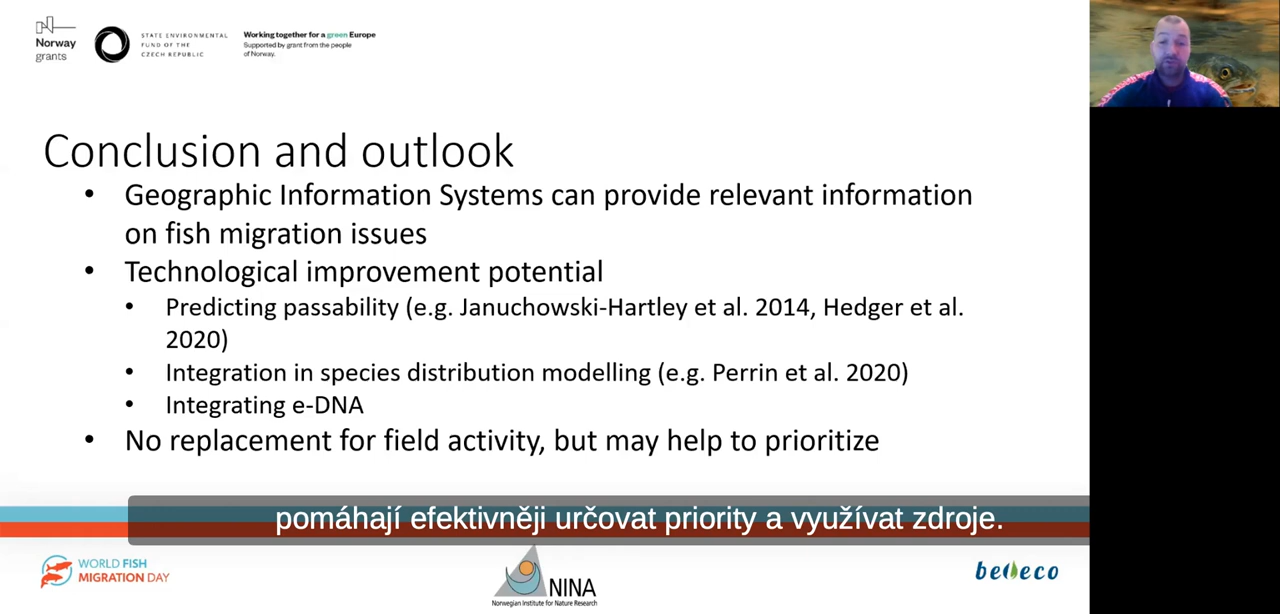 Norway
grants
STATE ENVIRONMENTAL
FUND OF THE
CZECH REPUBLIC
Working together for a green Europe
Supported by grant from the people
of Norway.
Conclusion and outlook
• Geographic Information Systems can provide relevant information
on fish migration issues
• Technological improvement potential
• Predicting passability (e.g. Januchowski-Hartley et al. 2014, Hedger et al.
2020)
• Integration in species distribution modelling (e.g. Perrin et al. 2020)
• Integrating e-DNA
• No replacement for field activity, but may help to prioritize
pomáhají efektivněji určovat priority a využívat zdroje.
WORLD FISH
MIGRATION DAY
NINA
Norwegian Institute for Nature Research
beleco